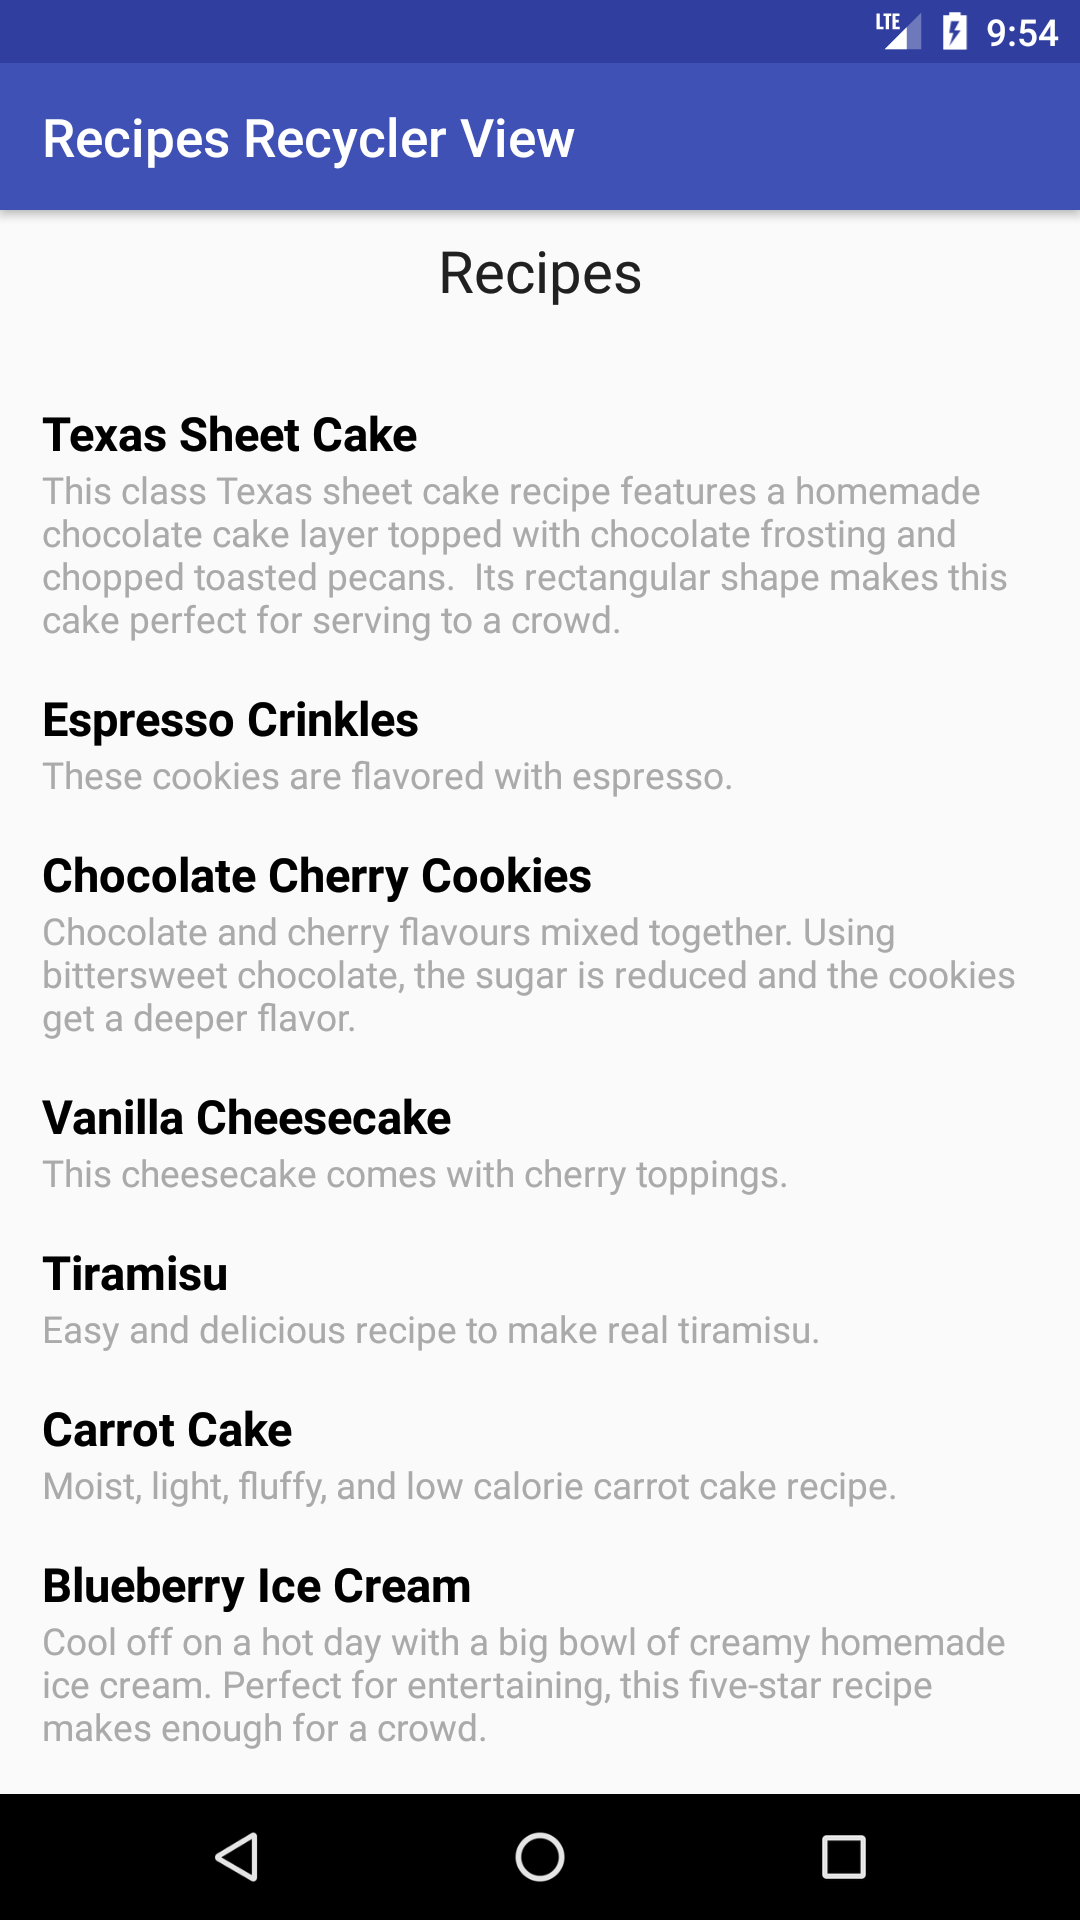 LTE 9:54
Recipes Recycler View
Recipes
Texas Sheet Cake
This class Texas sheet cake recipe features a homemade
chocolate cake layer topped with chocolate frosting and
chopped toasted pecans.  Its rectangular shape makes this
cake perfect for serving to a crowd.
Espresso Crinkles
These cookies are flavored with espresso.
Chocolate Cherry Cookies
Chocolate and cherry flavours mixed together. Using
bittersweet chocolate, the sugar is reduced and the cookies
get a deeper flavor.
Vanilla Cheesecake
This cheesecake comes with cherry toppings.
Tiramisu
Easy and delicious recipe to make real tiramisu.
Carrot Cake
Moist, light, fluffy, and low calorie carrot cake recipe.
Blueberry Ice Cream
Cool off on a hot day with a big bowl of creamy homemade
ice cream. Perfect for entertaining, this five-star recipe
makes enough for a crowd.